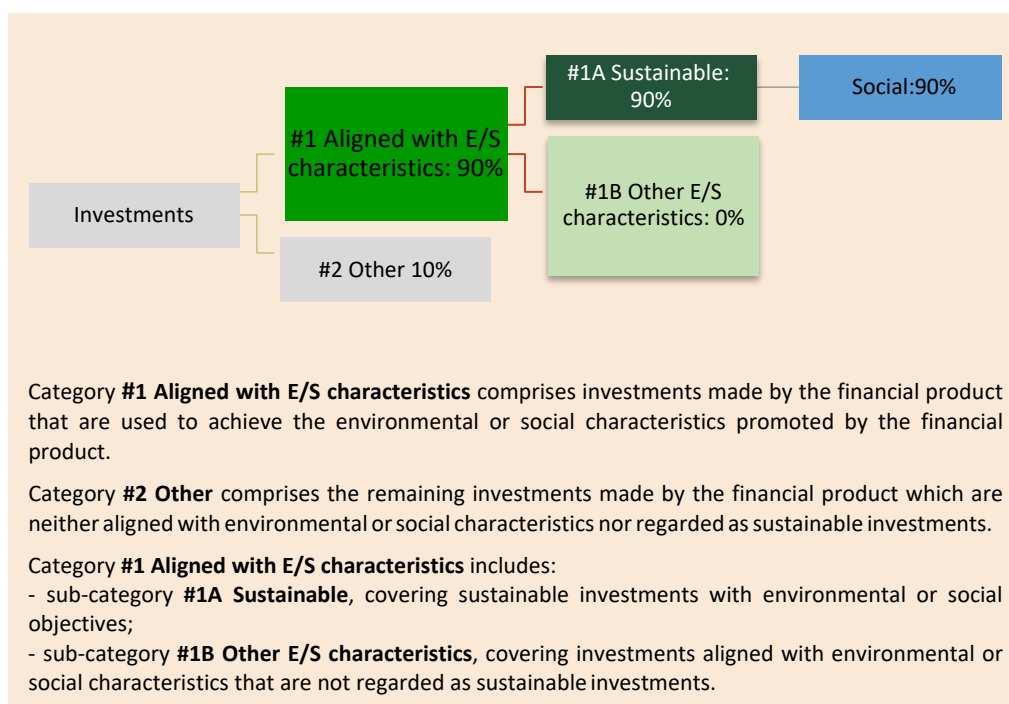 #1A Sustainable:
90%
Social:90%
#1 Aligned with E/S
characteristics: 90%
#1B Other E/S
characteristics: 0%
Investments
#2 Other 10%
Category #1 Aligned with E/S characteristics comprises investments made by the financial product
that are used to achieve the environmental or social characteristics promoted by the financial
product.
Category #2 Other comprises the remaining investments made by the financial product which are
neither aligned with environmental or social characteristics nor regarded as sustainable investments.
Category #1 Aligned with E/S characteristics includes:
- sub-category #1A Sustainable, covering sustainable investments with environmental or social
objectives;
- sub-category #1B Other E/S characteristics, covering investments aligned with environmental or
social characteristics that are not regarded as sustainable investments.